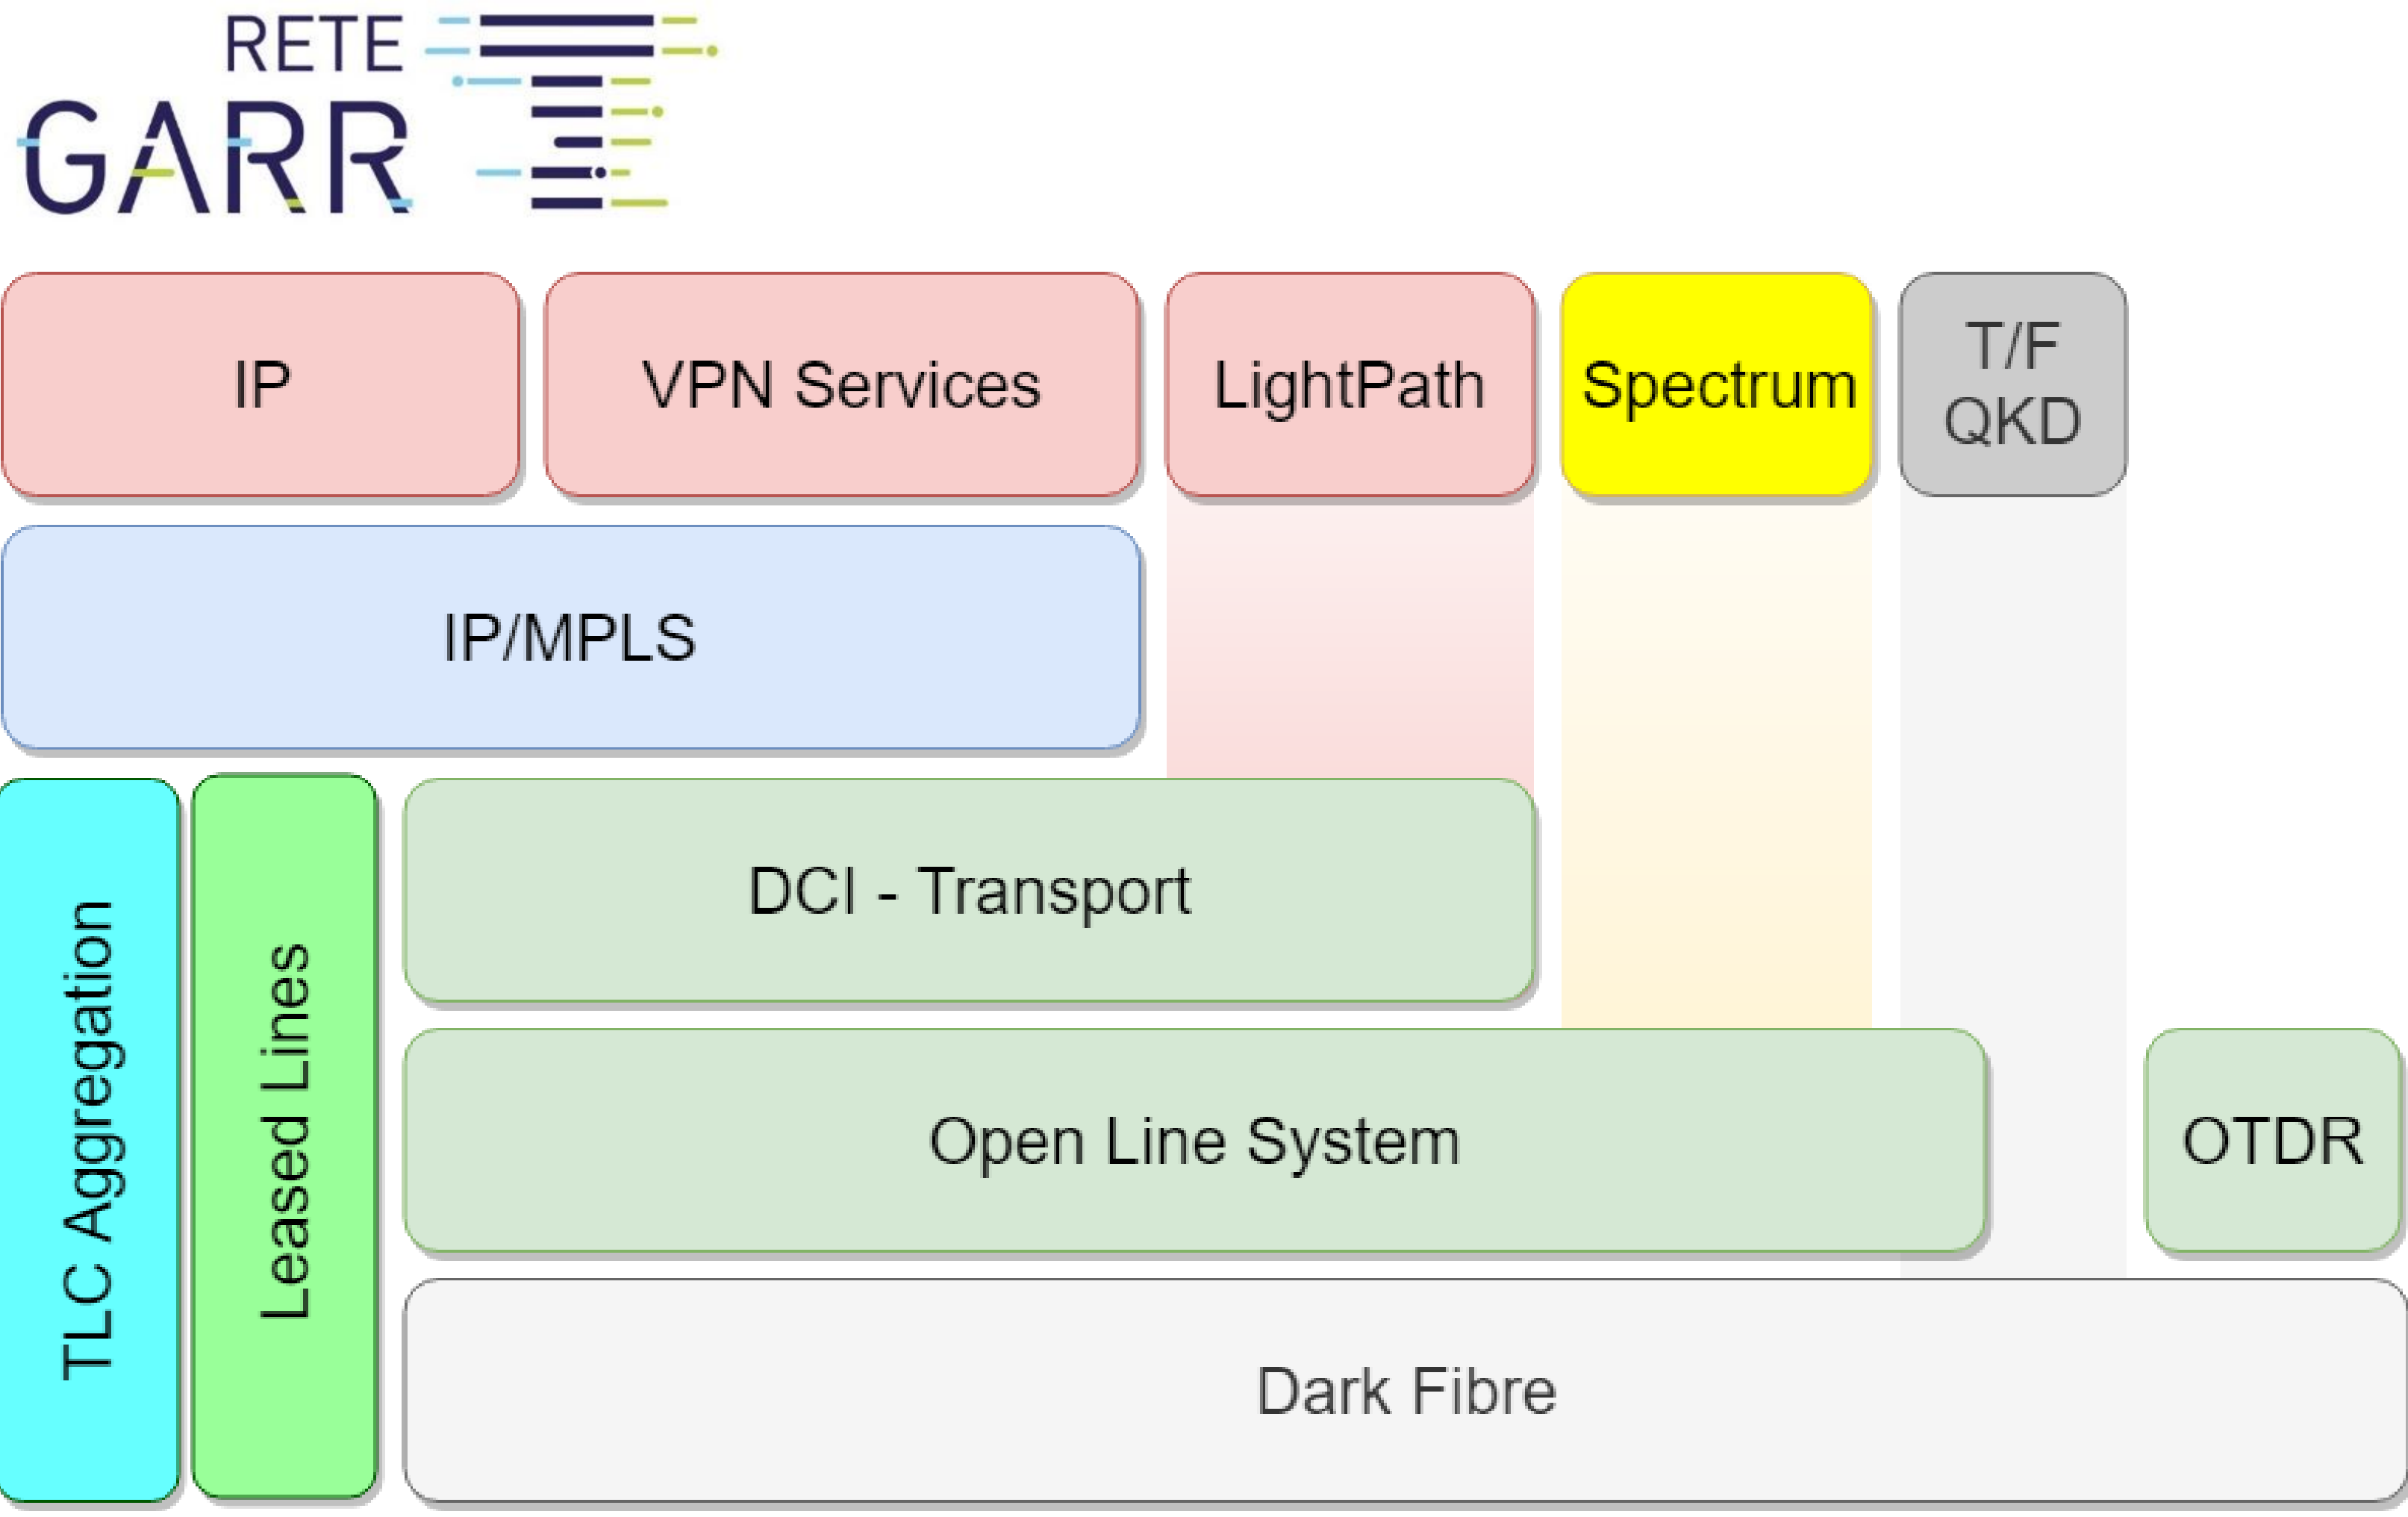 RETE
GARR
IP
VPN Services
LightPath
Spectrum
T/F
QKD
IP/MPLS
TLC Aggregation
Leased Lines
DCI - Transport
Open Line System
OTDR
Dark Fibre